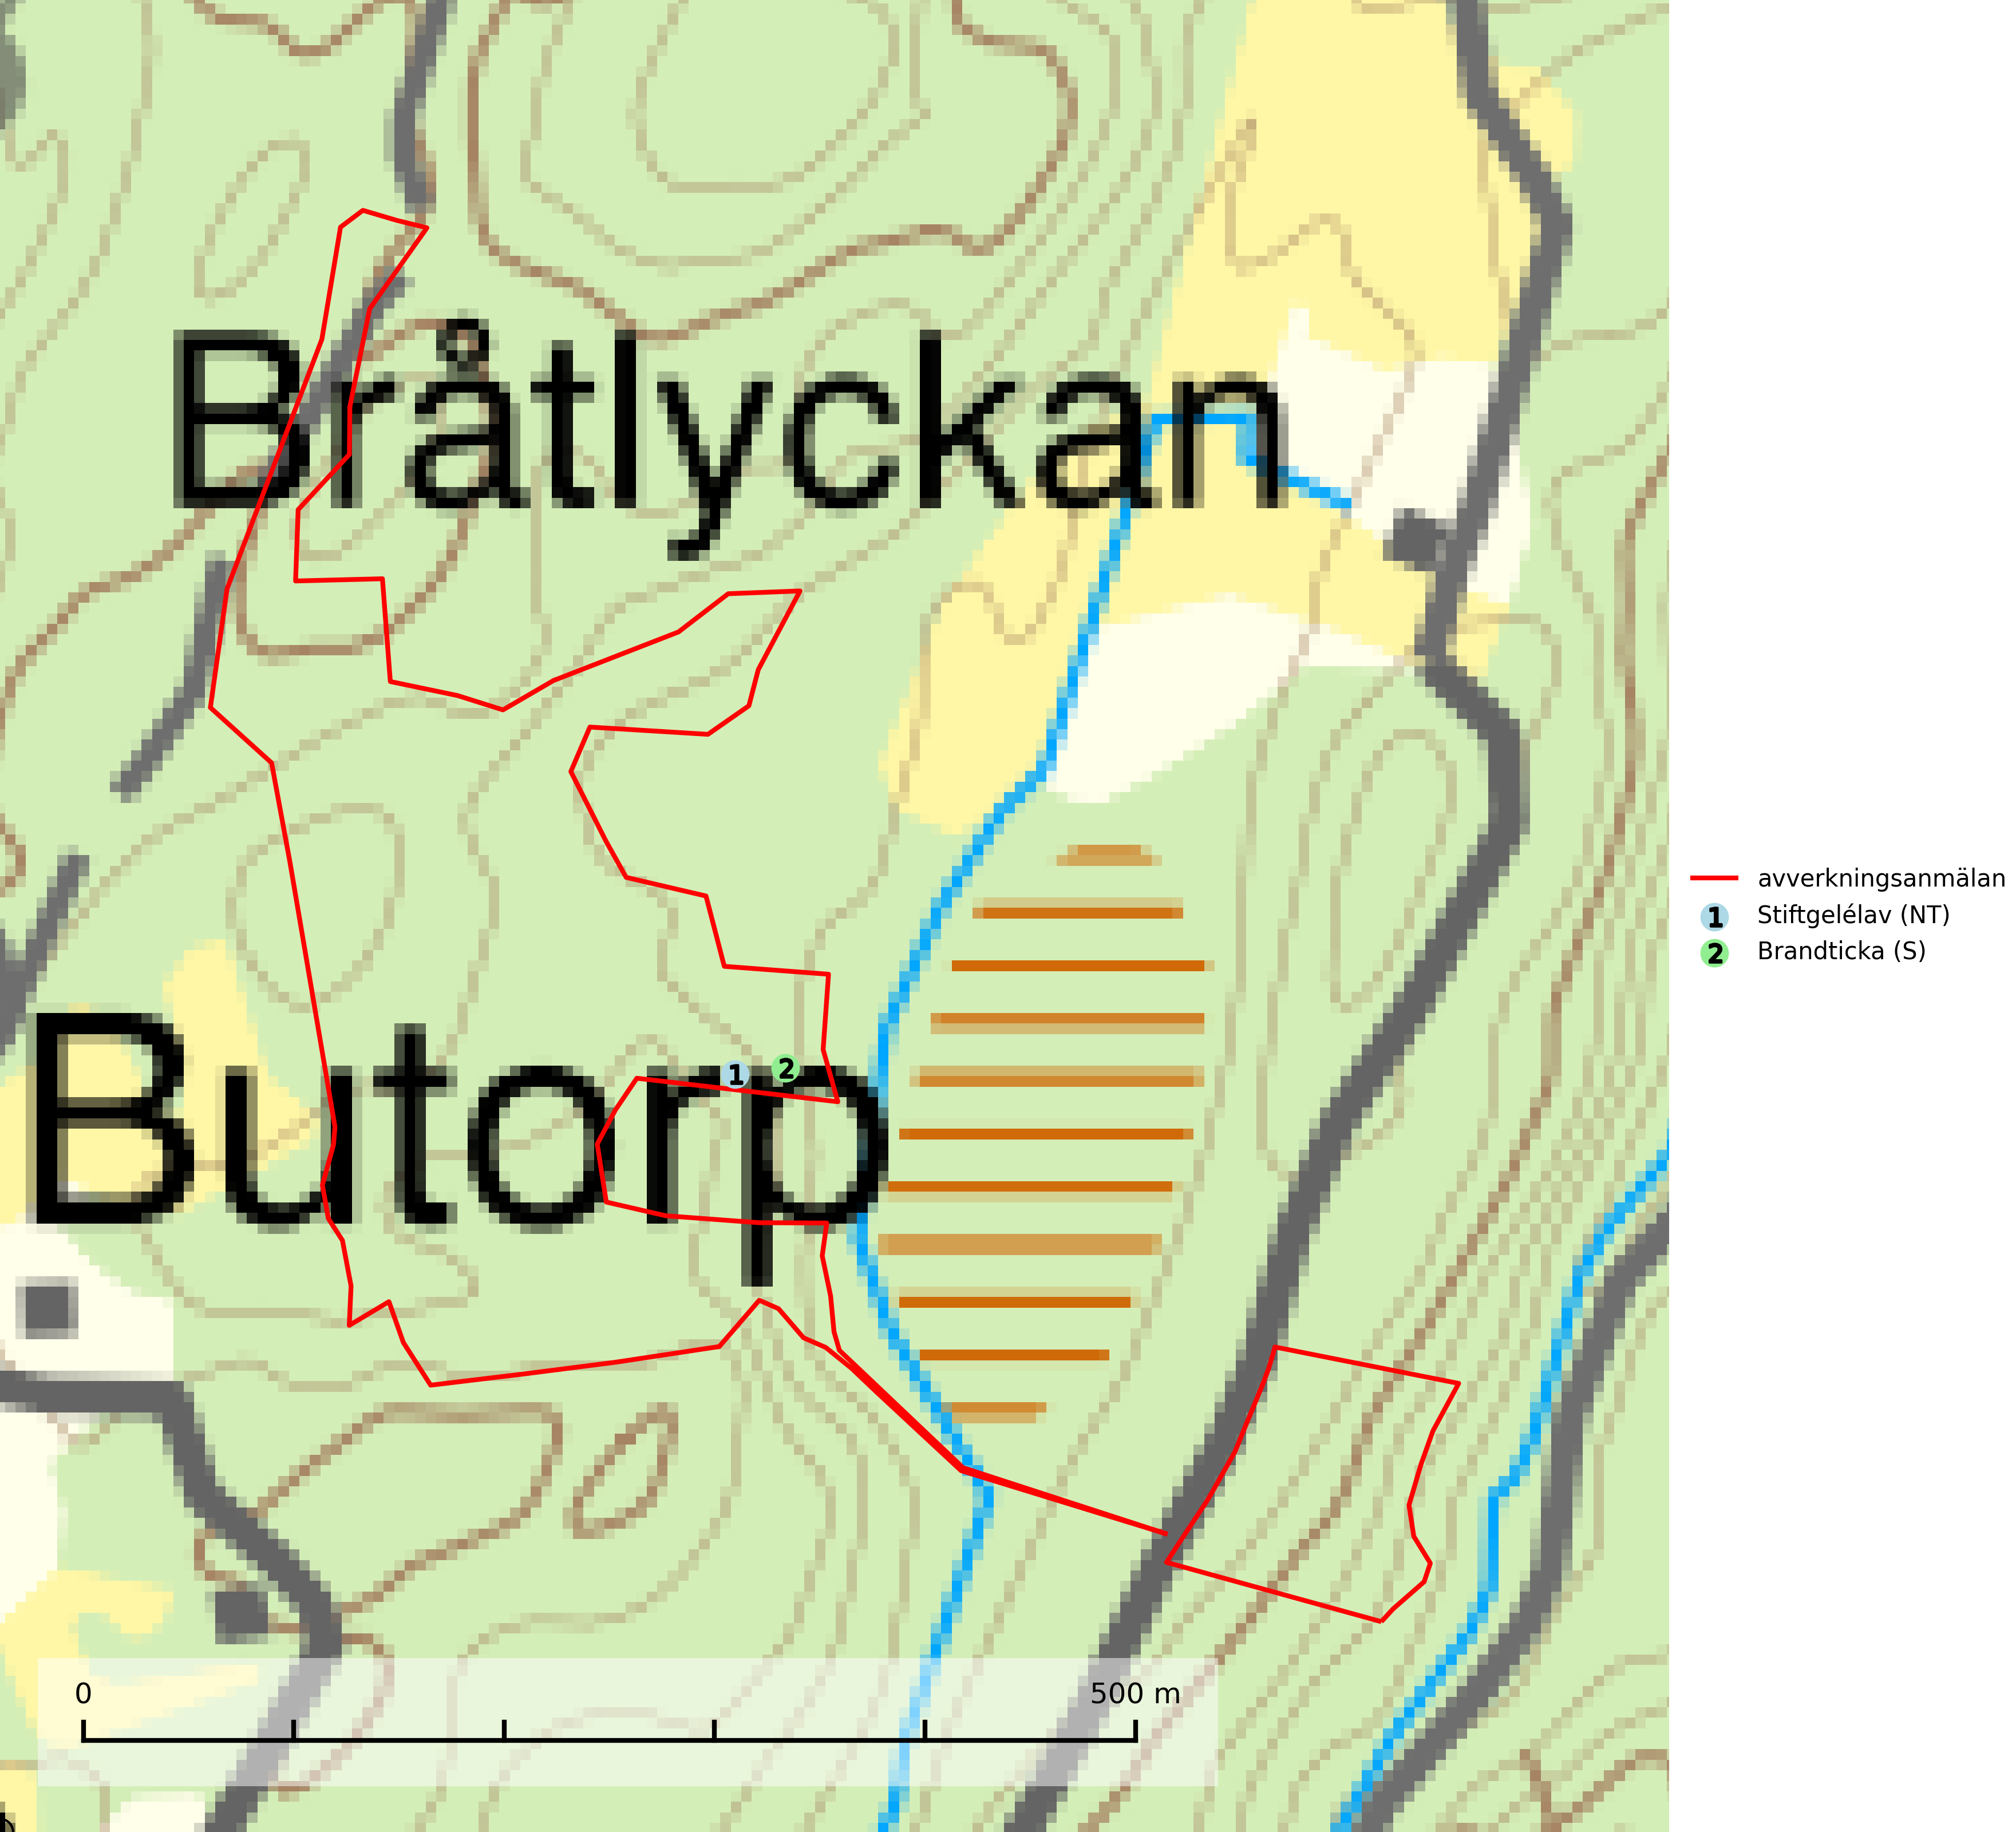 Bråtlyckan
avverkningsanmälan
1 Stiftgelélav (NT)
2 Brandticka (S)
Butorp
1 2
0 500 m